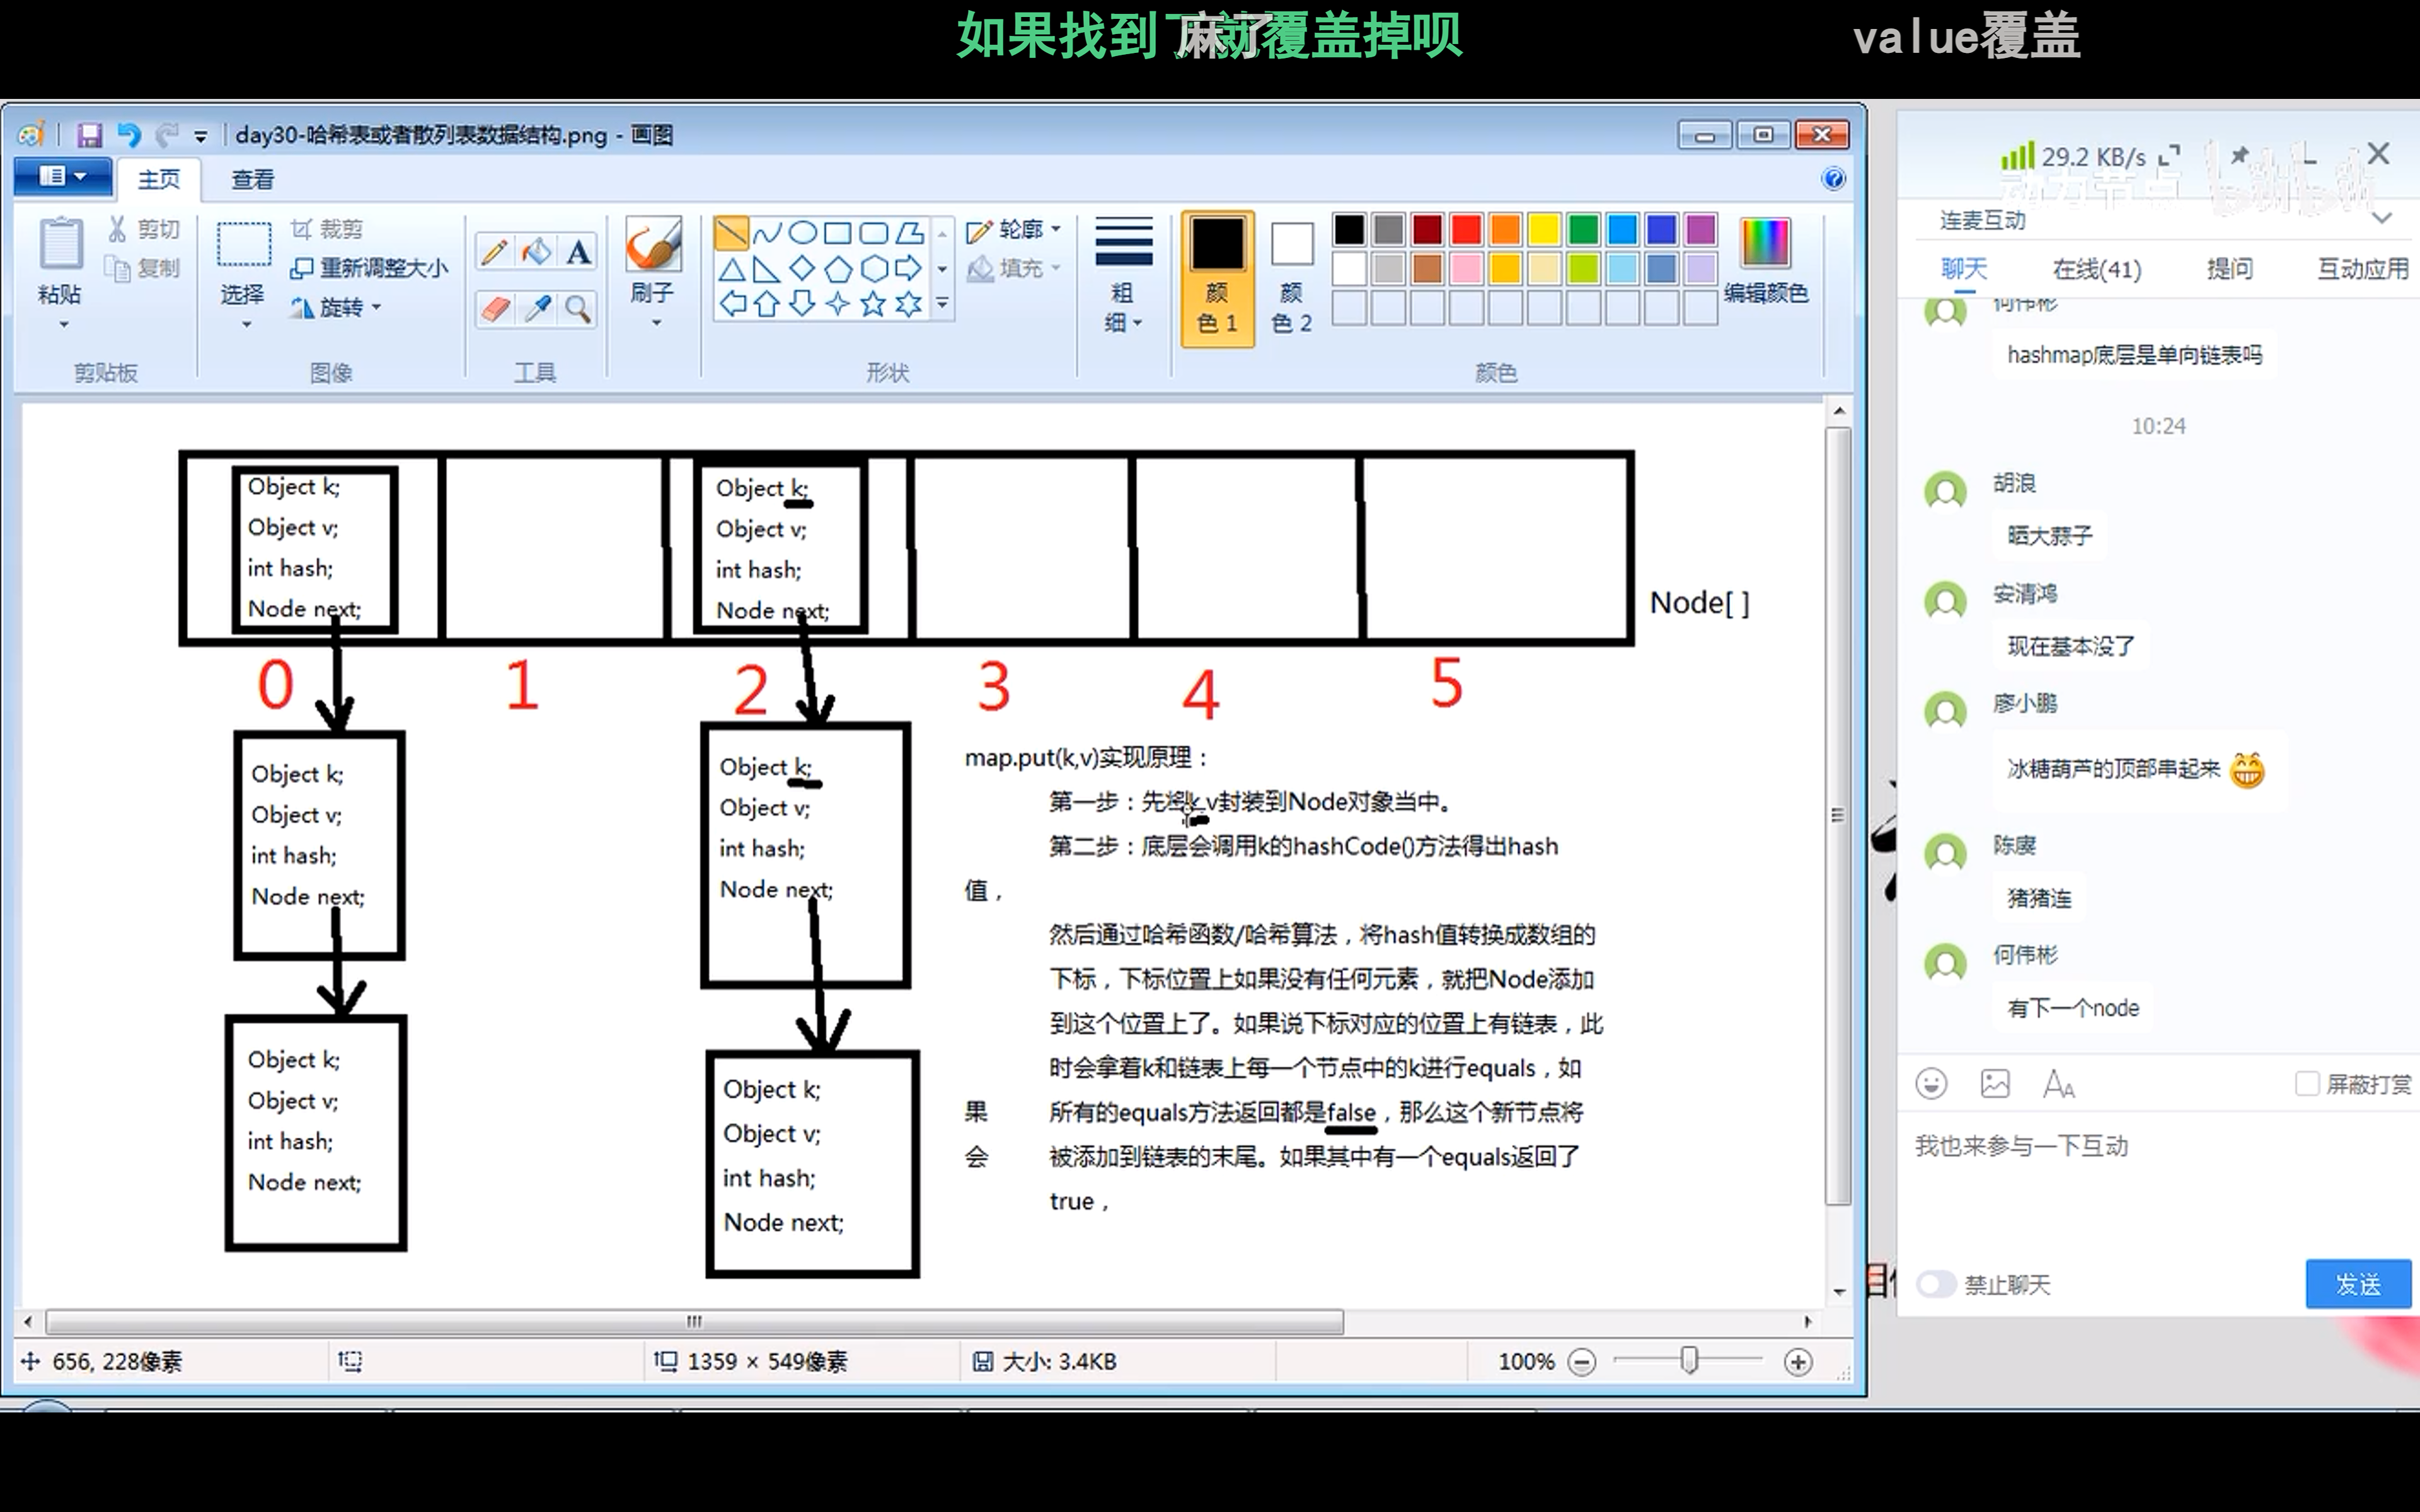 如果找到了就覆盖掉呗
麻了
value覆盖
day30-哈希表或者散列表数据结构.png - 画图
主页
查看
粘贴
剪切
复制
剪贴板
选择
裁剪
重新调整大小
旋转
图像
A
工具
刷子
轮廓
填充
形状
粗
细
颜
色 1
颜
色 2
编辑颜色
颜色
Object k;
Object v;
int hash;
Node next;
Object k;
Object v;
int hash;
Node next;
Node[ ]
0
1
2
3
4
5
Object k;
Object v;
int hash;
Node next;
Object k;
Object v;
int hash;
Node next;
Object k;
Object v;
int hash;
Node next;
Object k;
Object v;
int hash;
Node next;
map.put(k,v)实现原理：
第一步：先将k,v封装到Node对象当中。
第二步：底层会调用k的hashCode()方法得出hash
值，
然后通过哈希函数/哈希算法，将hash值转换成数组的
下标，下标位置上如果没有任何元素，就把Node添加
到这个位置上了。如果说下标对应的位置上有链表，此
时会拿着k和链表上每一个节点中的k进行equals，如
果 所有的equals方法返回都是false，那么这个新节点将
会 被添加到链表的末尾。如果其中有一个equals返回了
true，
656, 228像素
1359 × 549像素
大小: 3.4KB
100%
29.2 KB/s
动力节点
bilibili
连麦互动
聊天
在线(41)
提问
互动应用
何伟彬
hashmap底层是单向链表吗
10:24
胡浪
晒大蒜子
安清鸿
现在基本没了
廖小鹏
冰糖葫芦的顶部串起来
猪猪连
何伟彬
有下一个node
屏蔽打赏
我也来参与一下互动
禁止聊天
发送